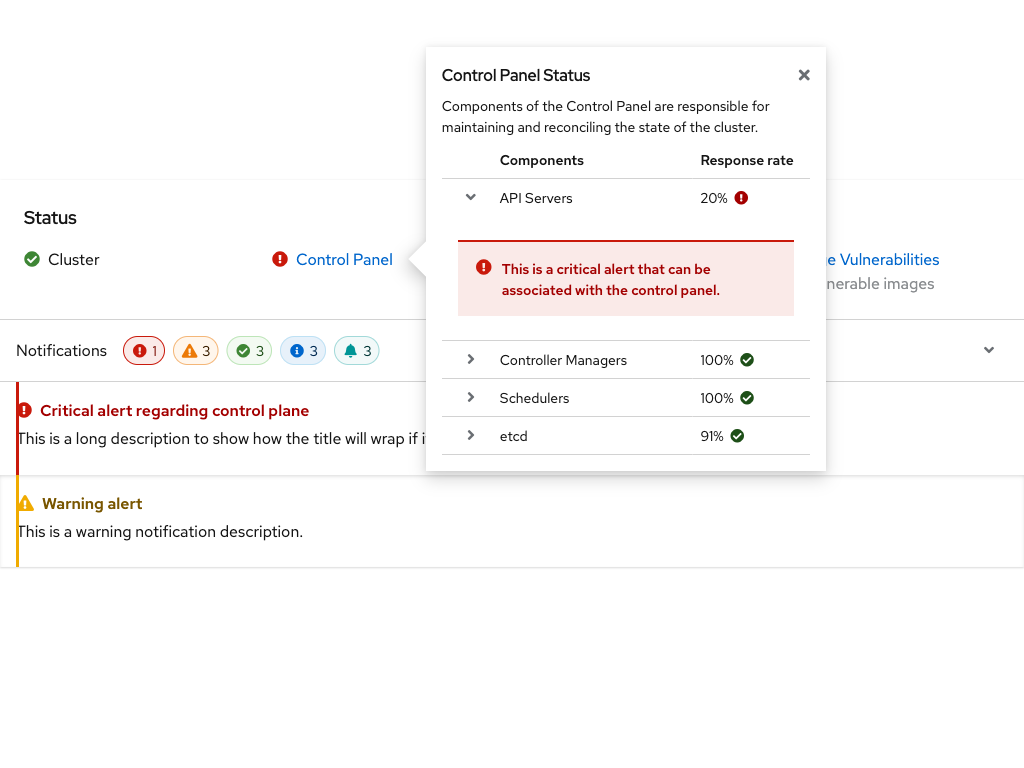 Control Panel Status
Components of the Control Panel are responsible for
maintaining and reconciling the state of the cluster.
Components Response rate
API Servers 20%
This is a critical alert that can be
associated with the control panel.
Controller Managers 100%
Schedulers 100%
etcd 91%
Status
Cluster
Control Panel
Vulnerabilities
images
Notifications 1 3 3 3 3
Critical alert regarding control plane
This is a long description to show how the title will wrap if
Warning alert
This is a warning notification description.